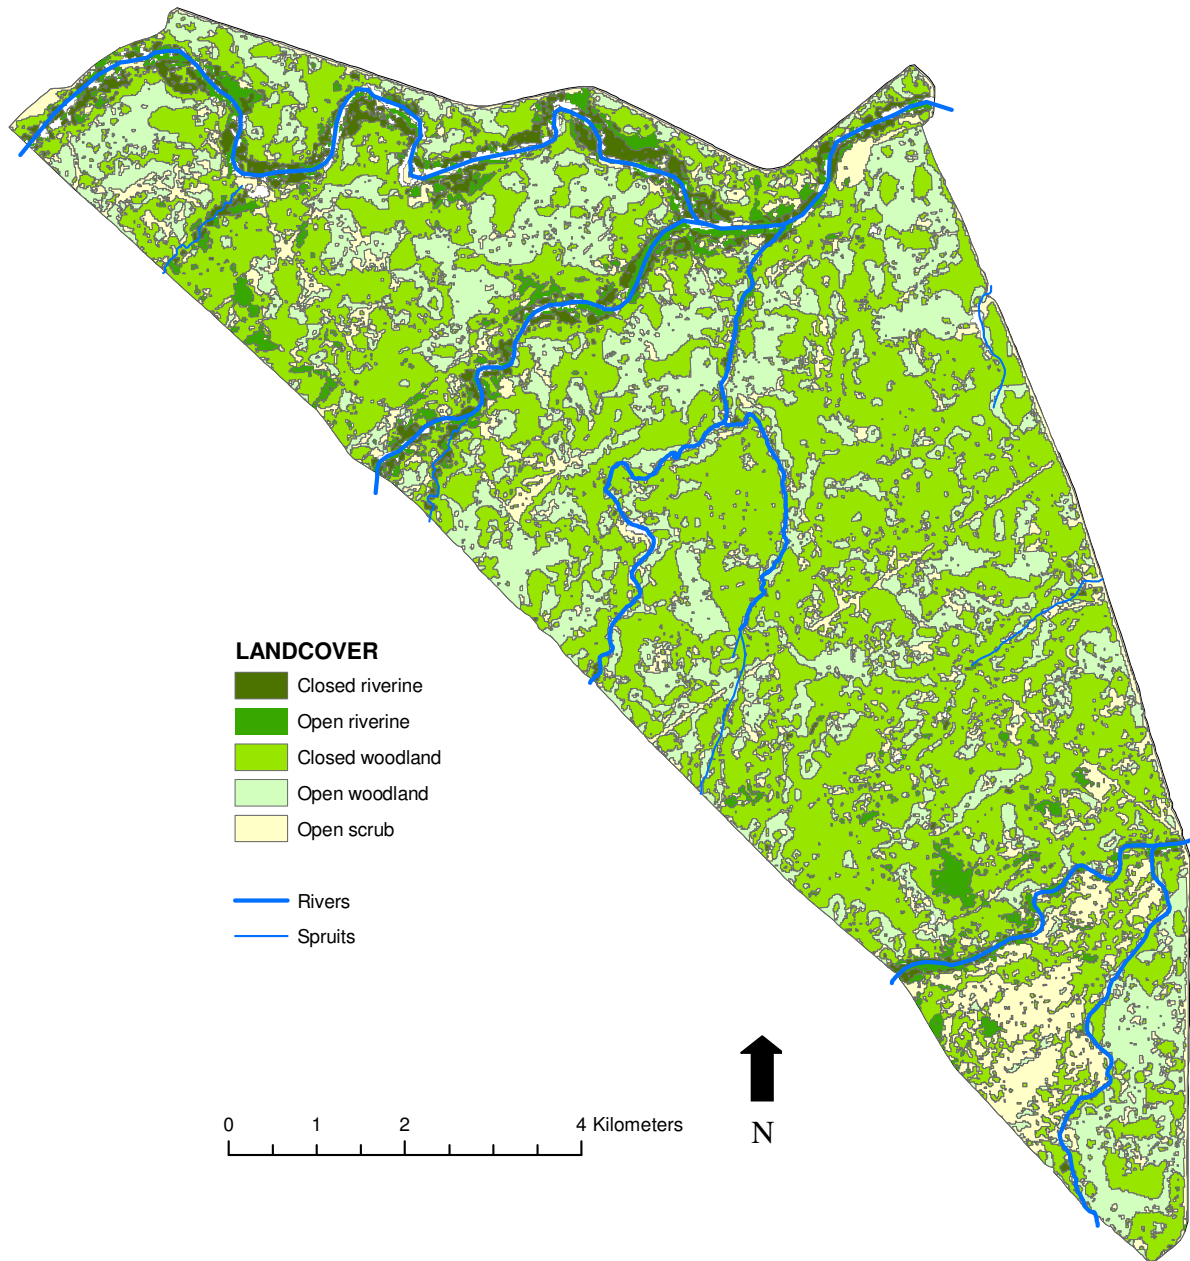 LANDCOVER
Closed riverine
Open riverine
Closed woodland
Open woodland
Open scrub
Rivers
Spruits
0 1 2 4 Kilometers
N